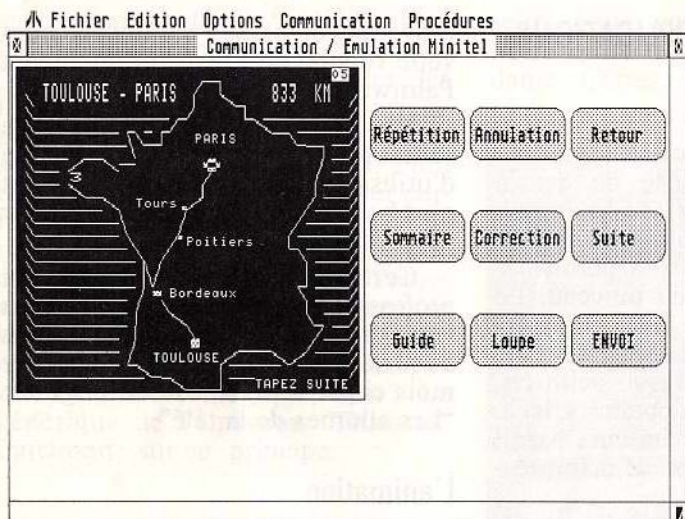 Fichier Edition Options Communication Procédures
Communication / Emulation Minitel
05
TOULOUSE - PARIS 833 KM
PARIS
Tours
Poitiers
Bordeaux
TOULOUSE
TAPEZ SUITE
Répétition Annulation Retour
Sommaire Correction Suite
Guide Loupe ENVOI